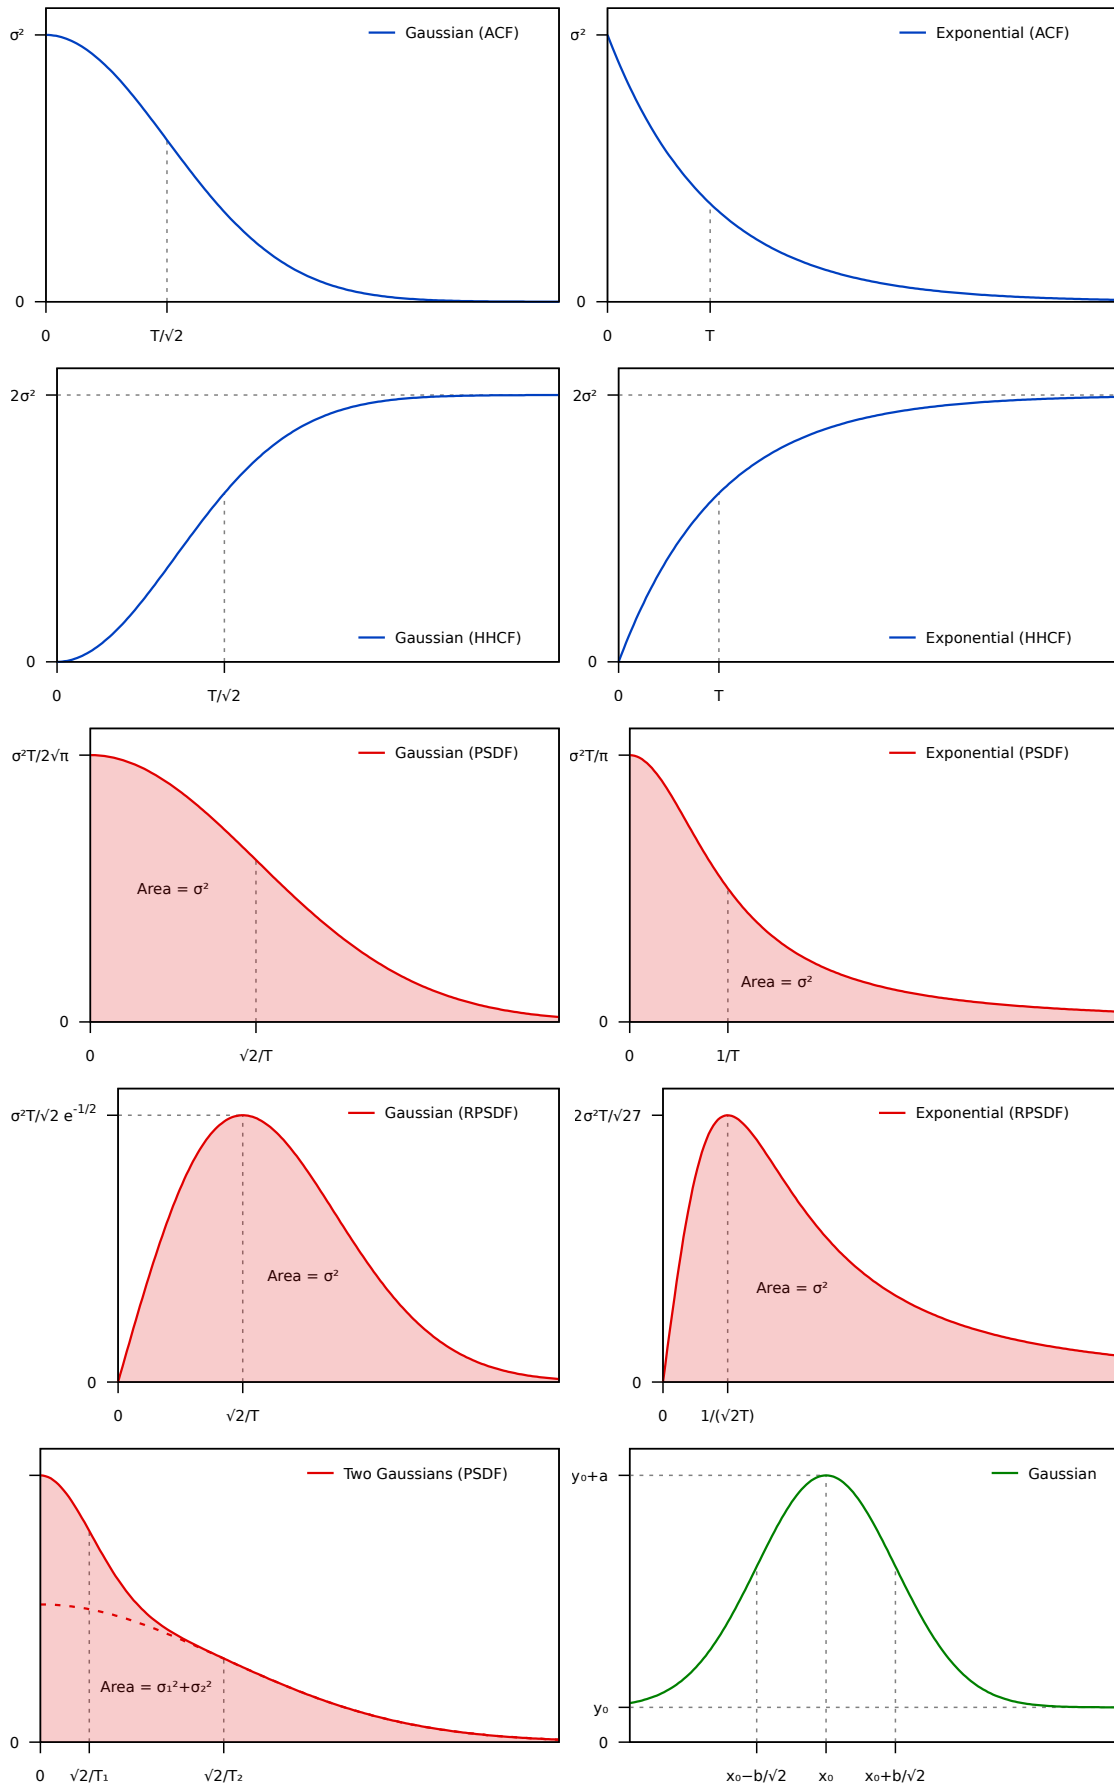 σ²
Gaussian (ACF)
0
0
T/√2
σ²
Exponential (ACF)
0
0
T
2σ²
0
Gaussian (HHCF)
0
T/√2
2σ²
0
Exponential (HHCF)
0
T
σ²T/2√π
Gaussian (PSDF)
Area = σ²
0
0
√2/T
σ²T/π
Exponential (PSDF)
Area = σ²
0
0
1/T
σ²T/√2 e^-1/2
Gaussian (RPSDF)
Area = σ²
0
0
√2/T
2σ²T/√27
Exponential (RPSDF)
Area = σ²
0
0
1/(√2T)
Two Gaussians (PSDF)
Area = σ₁²+σ₂²
0
0
√2/T₁
√2/T₂
y₀+a
Gaussian
y₀
0
x₀−b/√2
x₀
x₀+b/√2